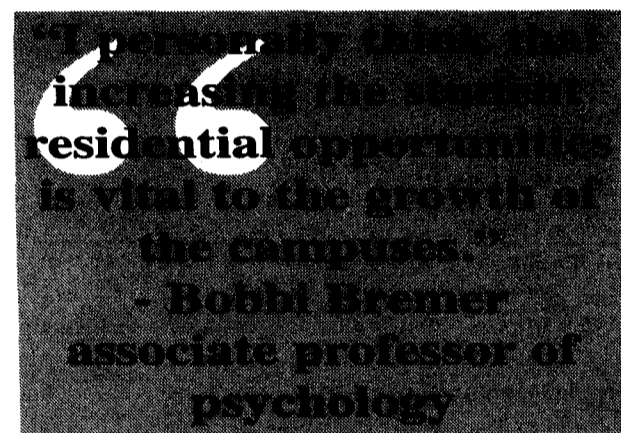 “I personally think that
increasing the student
residential opportunities
is vital to the growth of
the campuses.”
- Bobbi Bremer
associate professor of
psychology